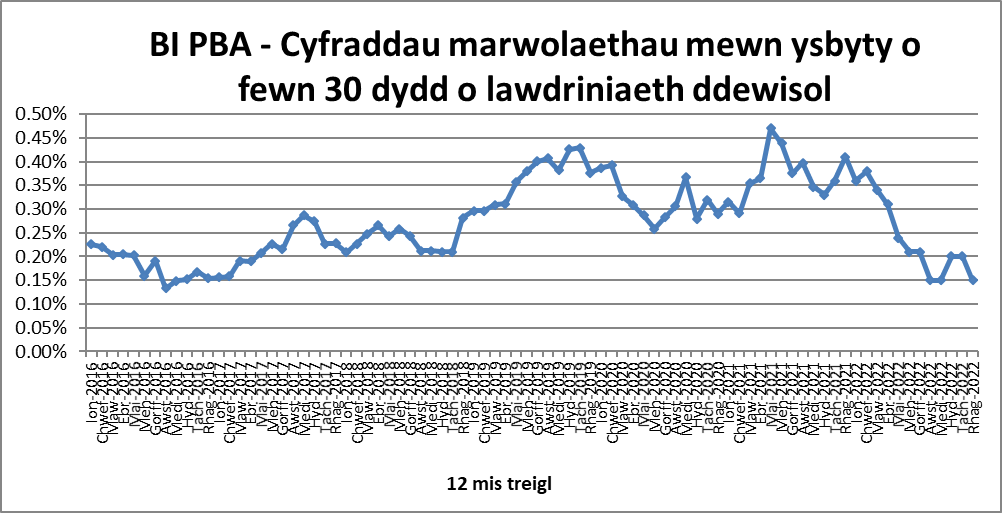 BI PBA - Cyfraddau marwolaethau mewn ysbyty o
fewn 30 dydd o lawdriniaeth ddewisol
0.50%
0.45%
0.40%
0.35%
0.30%
0.25%
0.20%
0.15%
0.10%
0.05%
0.00%
Ion-2016
Chwef-2016
Maw-2016
Ebr-2016
Mai-2016
Meh-2016
Gorff-2016
Awst-2016
Medi-2016
Hyd-2016
Tach-2016
Rhag-2016
Ion-2017
Chwef-2017
Maw-2017
Ebr-2017
Mai-2017
Meh-2017
Gorff-2017
Awst-2017
Medi-2017
Hyd-2017
Tach-2017
Rhag-2017
Ion-2018
Chwef-2018
Maw-2018
Ebr-2018
Mai-2018
Meh-2018
Gorff-2018
Awst-2018
Medi-2018
Hyd-2018
Tach-2018
Rhag-2018
Ion-2019
Chwef-2019
Maw-2019
Ebr-2019
Mai-2019
Meh-2019
Gorff-2019
Awst-2019
Medi-2019
Hyd-2019
Tach-2019
Rhag-2019
Ion-2020
Chwef-2020
Maw-2020
Ebr-2020
Mai-2020
Meh-2020
Gorff-2020
Awst-2020
Medi-2020
Hyd-2020
Tach-2020
Rhag-2020
Ion-2021
Chwef-2021
Maw-2021
Ebr-2021
Mai-2021
Meh-2021
Gorff-2021
Awst-2021
Medi-2021
Hyd-2021
Tach-2021
Rhag-2021
Ion-2022
Chwef-2022
Maw-2022
Ebr-2022
Mai-2022
Meh-2022
Gorff-2022
Awst-2022
Medi-2022
Hyd-2022
Tach-2022
Rhag-2022
12 mis treigl